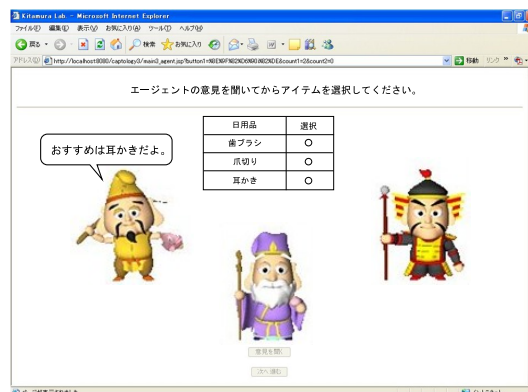 Kitamura Lab. - Microsoft Internet Explorer
ファイル(F) 編集(E) 表示(V) お気に入り(A) ツール(T) ヘルプ(H)
戻る 検索 お気に入り
アドレス(D) 移動 リンク »
エージェントの意見を聞いてからアイテムを選択してください。
日用品 選択
歯ブラシ ○
爪切り ○
耳かき ○
おすすめは耳かきだよ。
意見を聞く
次へ進む